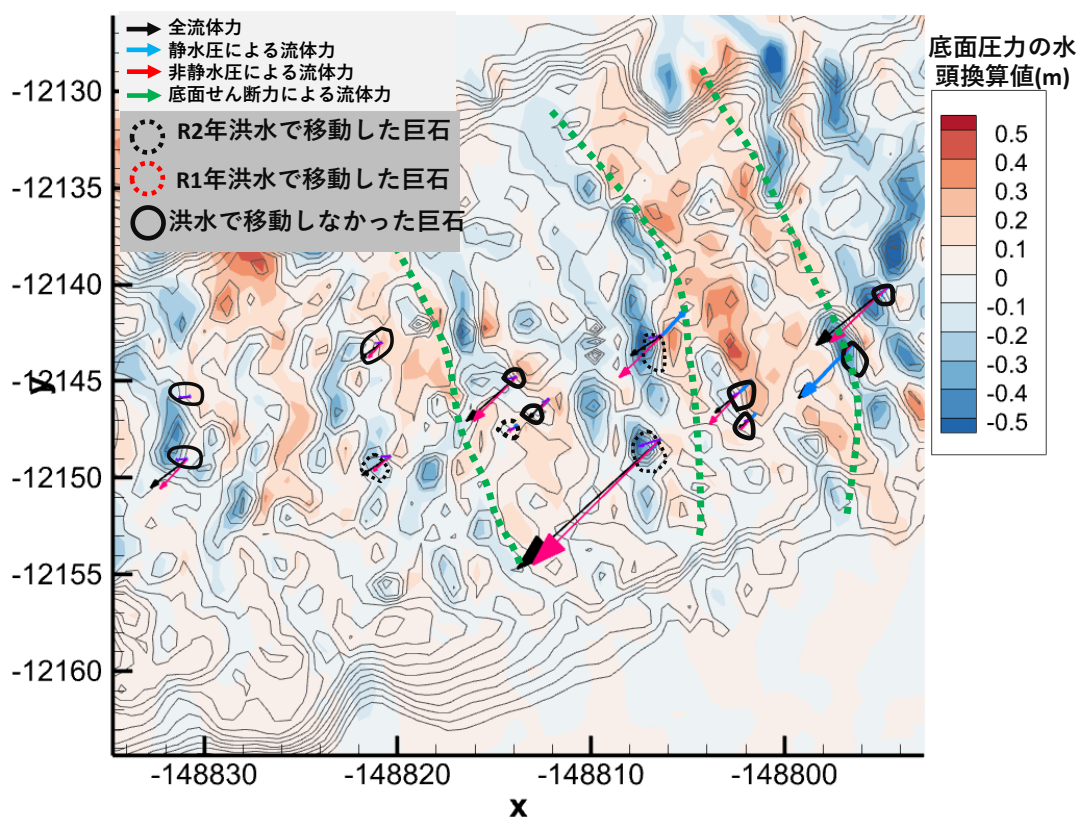 全流体力
静水圧による流体力
非静水圧による流体力
底面せん断力による流体力
R2年洪水で移動した巨石
R1年洪水で移動した巨石
洪水で移動しなかった巨石
底面圧力の水
頭換算値(m)
0.5
0.4
0.3
0.2
0.1
0
-0.1
-0.2
-0.3
-0.4
-0.5
-12130
-12135
-12140
-12145
-12150
-12155
-12160
y
-148830
-148820
-148810
-148800
x